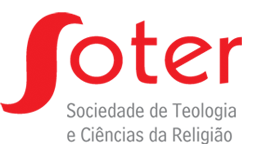 Soter
Sociedade de Teologia
e Ciências da Religião